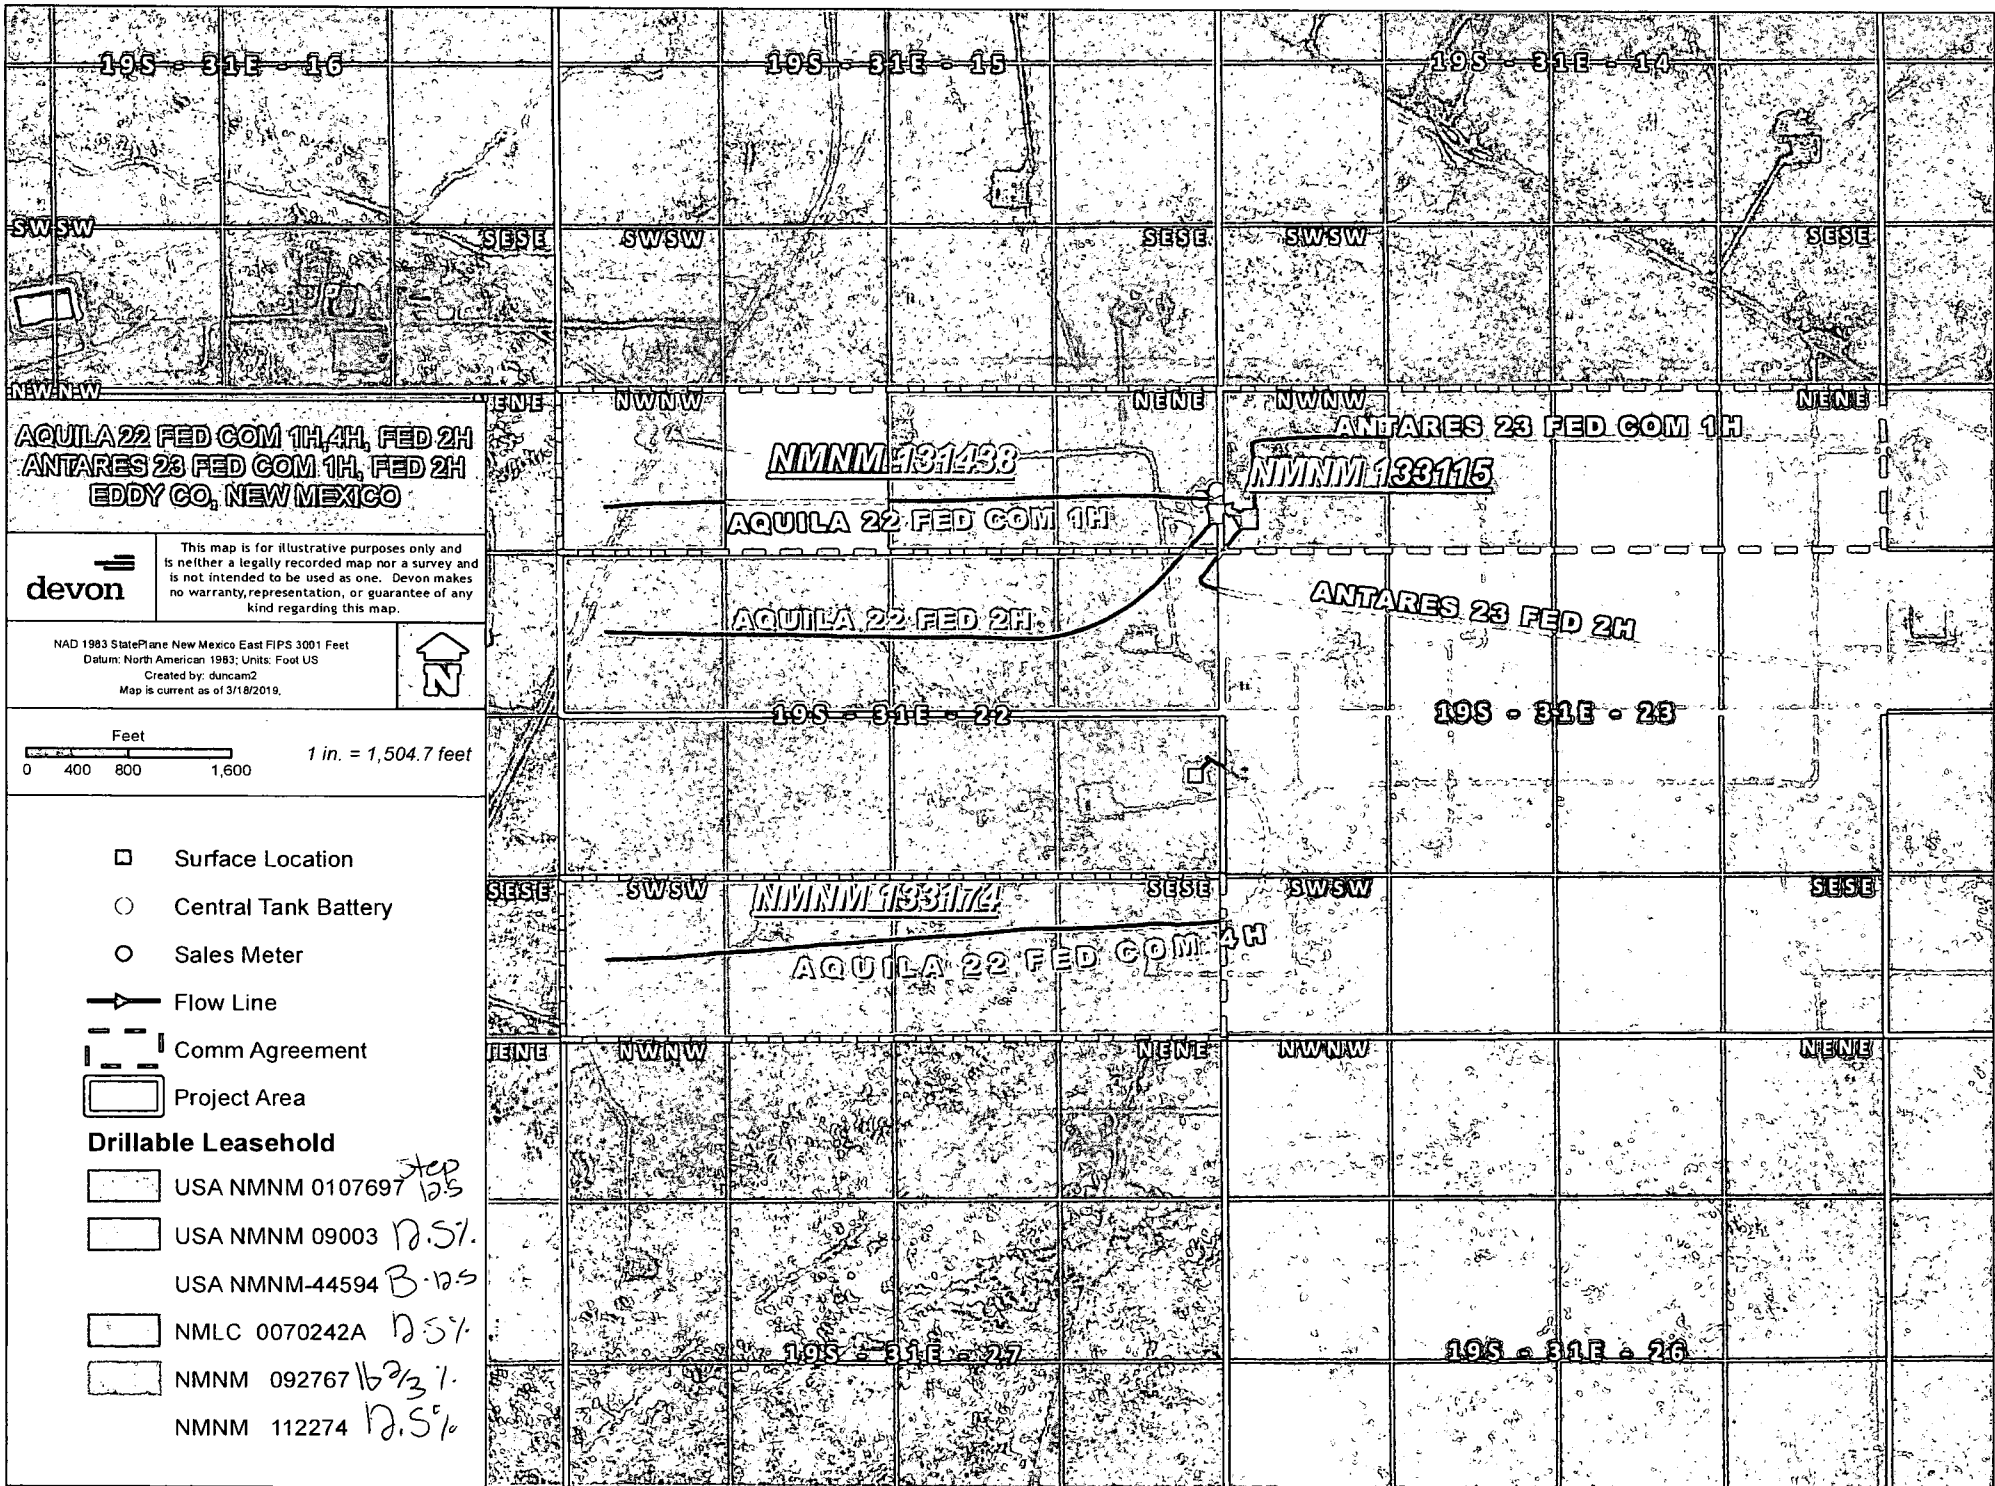 19S - 31E - 16
19S - 31E - 15
19S - 31E - 14
SWSW
SESE
SWSW
SESE
SWSW
SESE
NWNW
NENE
NWNW
NENE
NWNW
NENE
AQUILA 22 FED COM 1H,4H, FED 2H
ANTARES 23 FED COM 1H, FED 2H
EDDY CO, NEW MEXICO
devon
This map is for illustrative purposes only and
is neither a legally recorded map nor a survey and
is not intended to be used as one. Devon makes
no warranty, representation, or guarantee of any
kind regarding this map.
NAD 1983 StatePlane New Mexico East FIPS 3001 Feet
Datum: North American 1983; Units: Foot US
Created by: duncam2
Map is current as of 3/18/2019.
N
Feet
0 400 800 1,600
1 in. = 1,504.7 feet
NMNM 131438
ANTARES 23 FED COM 1H
NMNM 133115
AQUILA 22 FED COM 1H
AQUILA 22 FED 2H
ANTARES 23 FED 2H
19S - 31E - 22
19S - 31E - 23
SESE
SWSW
NMNM 133174
SESE
SWSW
SESE
AQUILA 22 FED COM 4H
NENE
NWNW
NENE
NWNW
NENE
19S - 31E - 27
19S - 31E - 26
Surface Location
Central Tank Battery
Sales Meter
Flow Line
Comm Agreement
Project Area
Drillable Leasehold
USA NMNM 0107697 Step 12.5
USA NMNM 09003 12.5%
USA NMNM-44594 B-12.5
NMLC 0070242A 12.5%
NMNM 092767 16 2/3 %
NMNM 112274 12.5%